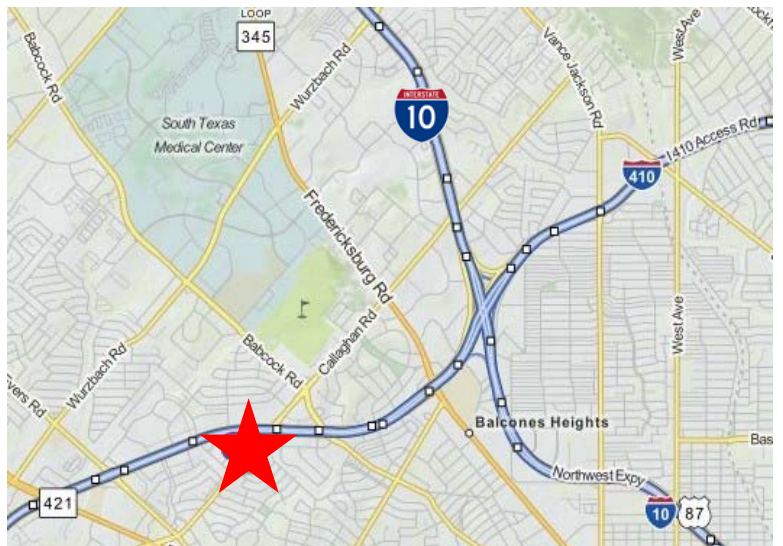 LOOP
345
Babcock Rd
Wurzbach Rd
Vance Jackson Rd
West Ave
INTERSTATE
10
South Texas
Medical Center
I-410 Access Rd
410
Fredericksburg Rd
Callaghan Rd
Babcock Rd
West Ave
Wurzbach Rd
Balcones Heights
Bas
Northwest Expy
421
10
87